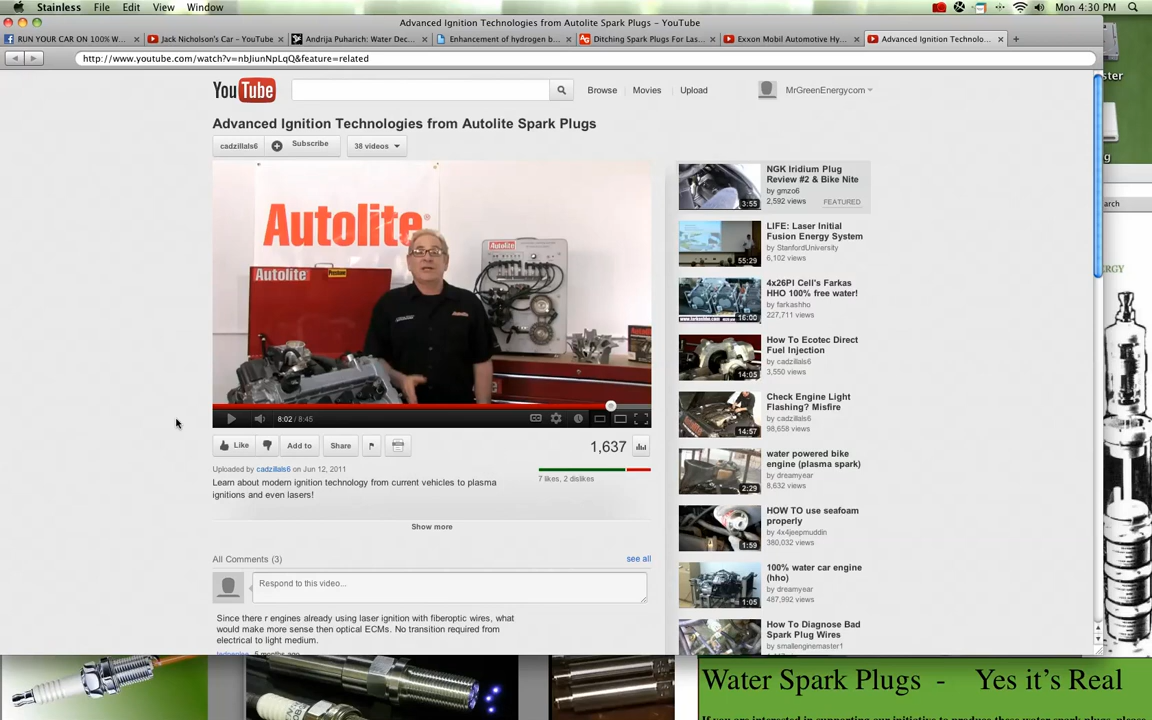 Stainless File Edit View Window
Mon 4:30 PM
Advanced Ignition Technologies from Autolite Spark Plugs – YouTube
RUN YOUR CAR ON 100% W...
Jack Nicholson's Car - YouTube
Andrija Puharich: Water Dec...
Enhancement of hydrogen b...
Ditching Spark Plugs For Las...
Exxon Mobil Automotive Hy...
Advanced Ignition Technolo...
http://www.youtube.com/watch?v=nbJiunNpLqQ&feature=related
YouTube
Browse Movies Upload
MrGreenEnergycom
Advanced Ignition Technologies from Autolite Spark Plugs
cadzillals6 Subscribe 38 videos
Autolite
Autolite
Autolite
8:02 / 8:45
Like Add to Share
1,637
Uploaded by cadzillals6 on Jun 12, 2011
7 likes, 2 dislikes
Learn about modern ignition technology from current vehicles to plasma
ignitions and even lasers!
Show more
All Comments (3)
see all
Respond to this video...
Since there r engines already using laser ignition with fiberoptic wires, what
would make more sense then optical ECMs. No transition required from
electrical to light medium.
NGK Iridium Plug
Review #2 & Bike Nite
by gmzo6
2,592 views
FEATURED
3:55
LIFE: Laser Initial
Fusion Energy System
by StanfordUniversity
6,102 views
55:29
4x26Pl Cell's Farkas
HHO 100% free water!
by farkashho
227,711 views
16:00
How To Ecotec Direct
Fuel Injection
by cadzillals6
3,550 views
14:05
Check Engine Light
Flashing? Misfire
by cadzillals6
98,658 views
14:57
water powered bike
engine (plasma spark)
by dreamyear
8,632 views
2:29
HOW TO use seafoam
properly
by 4x4jeepmuddin
380,032 views
1:59
100% water car engine
(hho)
by dreamyear
487,992 views
1:05
How To Diagnose Bad
Spark Plug Wires
by smallenginemaster1
ster
g
arch
ERGY
Water Spark Plugs - Yes it's Real